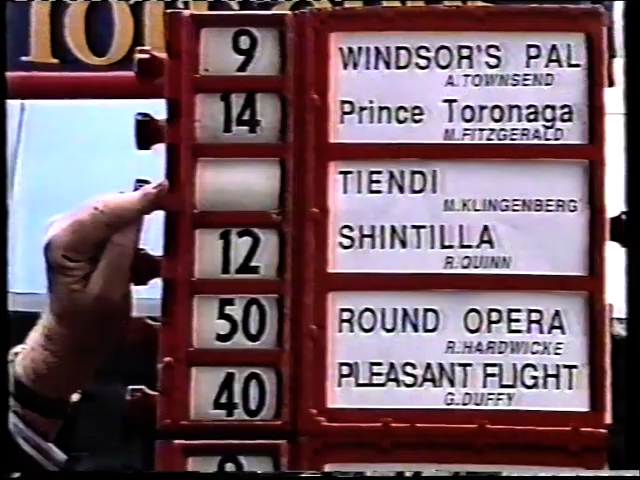 9 WINDSOR'S PAL
A.TOWNSEND
14 Prince Toronaga
M.FITZGERALD
TIENDI
M.KLINGENBERG
12 SHINTILLA
R.QUINN
50 ROUND OPERA
R.HARDWICKE
40 PLEASANT FLIGHT
G.DUFFY